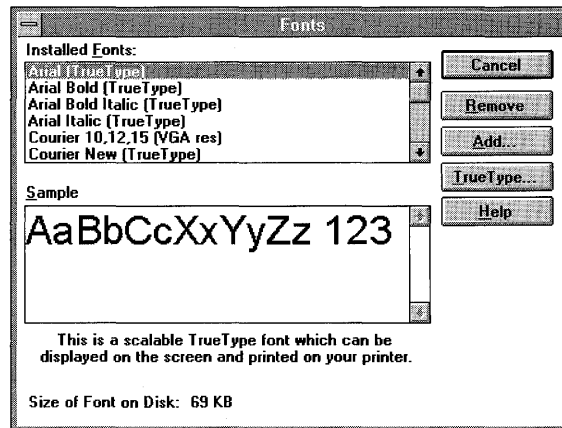 Fonts
Installed Fonts:
Arial (TrueType)
Arial Bold (TrueType)
Arial Bold Italic (TrueType)
Arial Italic (TrueType)
Courier 10,12,15 (VGA res)
Courier New (TrueType)
Cancel
Remove
Add...
TrueType...
Help
Sample
AaBbCcXxYyZz 123
This is a scalable TrueType font which can be
displayed on the screen and printed on your printer.
Size of Font on Disk: 69 KB